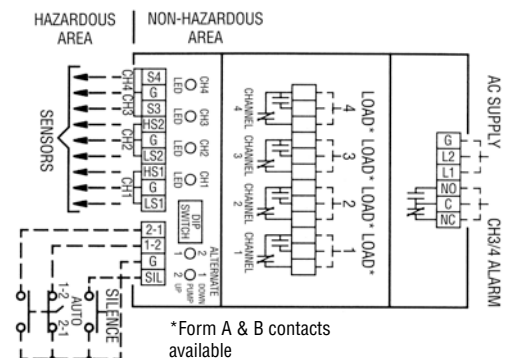 HAZARDOUS
AREA
NON-HAZARDOUS
AREA
SENSORS
CH4
CH3
CH2
CH1
S4
G
S3
HS2
G
LS2
HS1
G
LS1
2-1
1-2
G
SIL
LED CH4
LED CH3
LED CH2
LED CH1
DIP
SWITCH
ALTERNATE
1 2
2 1
UP PUMP DOWN
CHANNEL
4
CHANNEL
3
CHANNEL
2
CHANNEL
1
LOAD*
4
LOAD*
3
LOAD*
2
LOAD*
1
AC SUPPLY
G
L2
L1
NO
C
NC
CH3/4 ALARM
1-2
AUTO
2-1
SILENCE
*Form A & B contacts
available